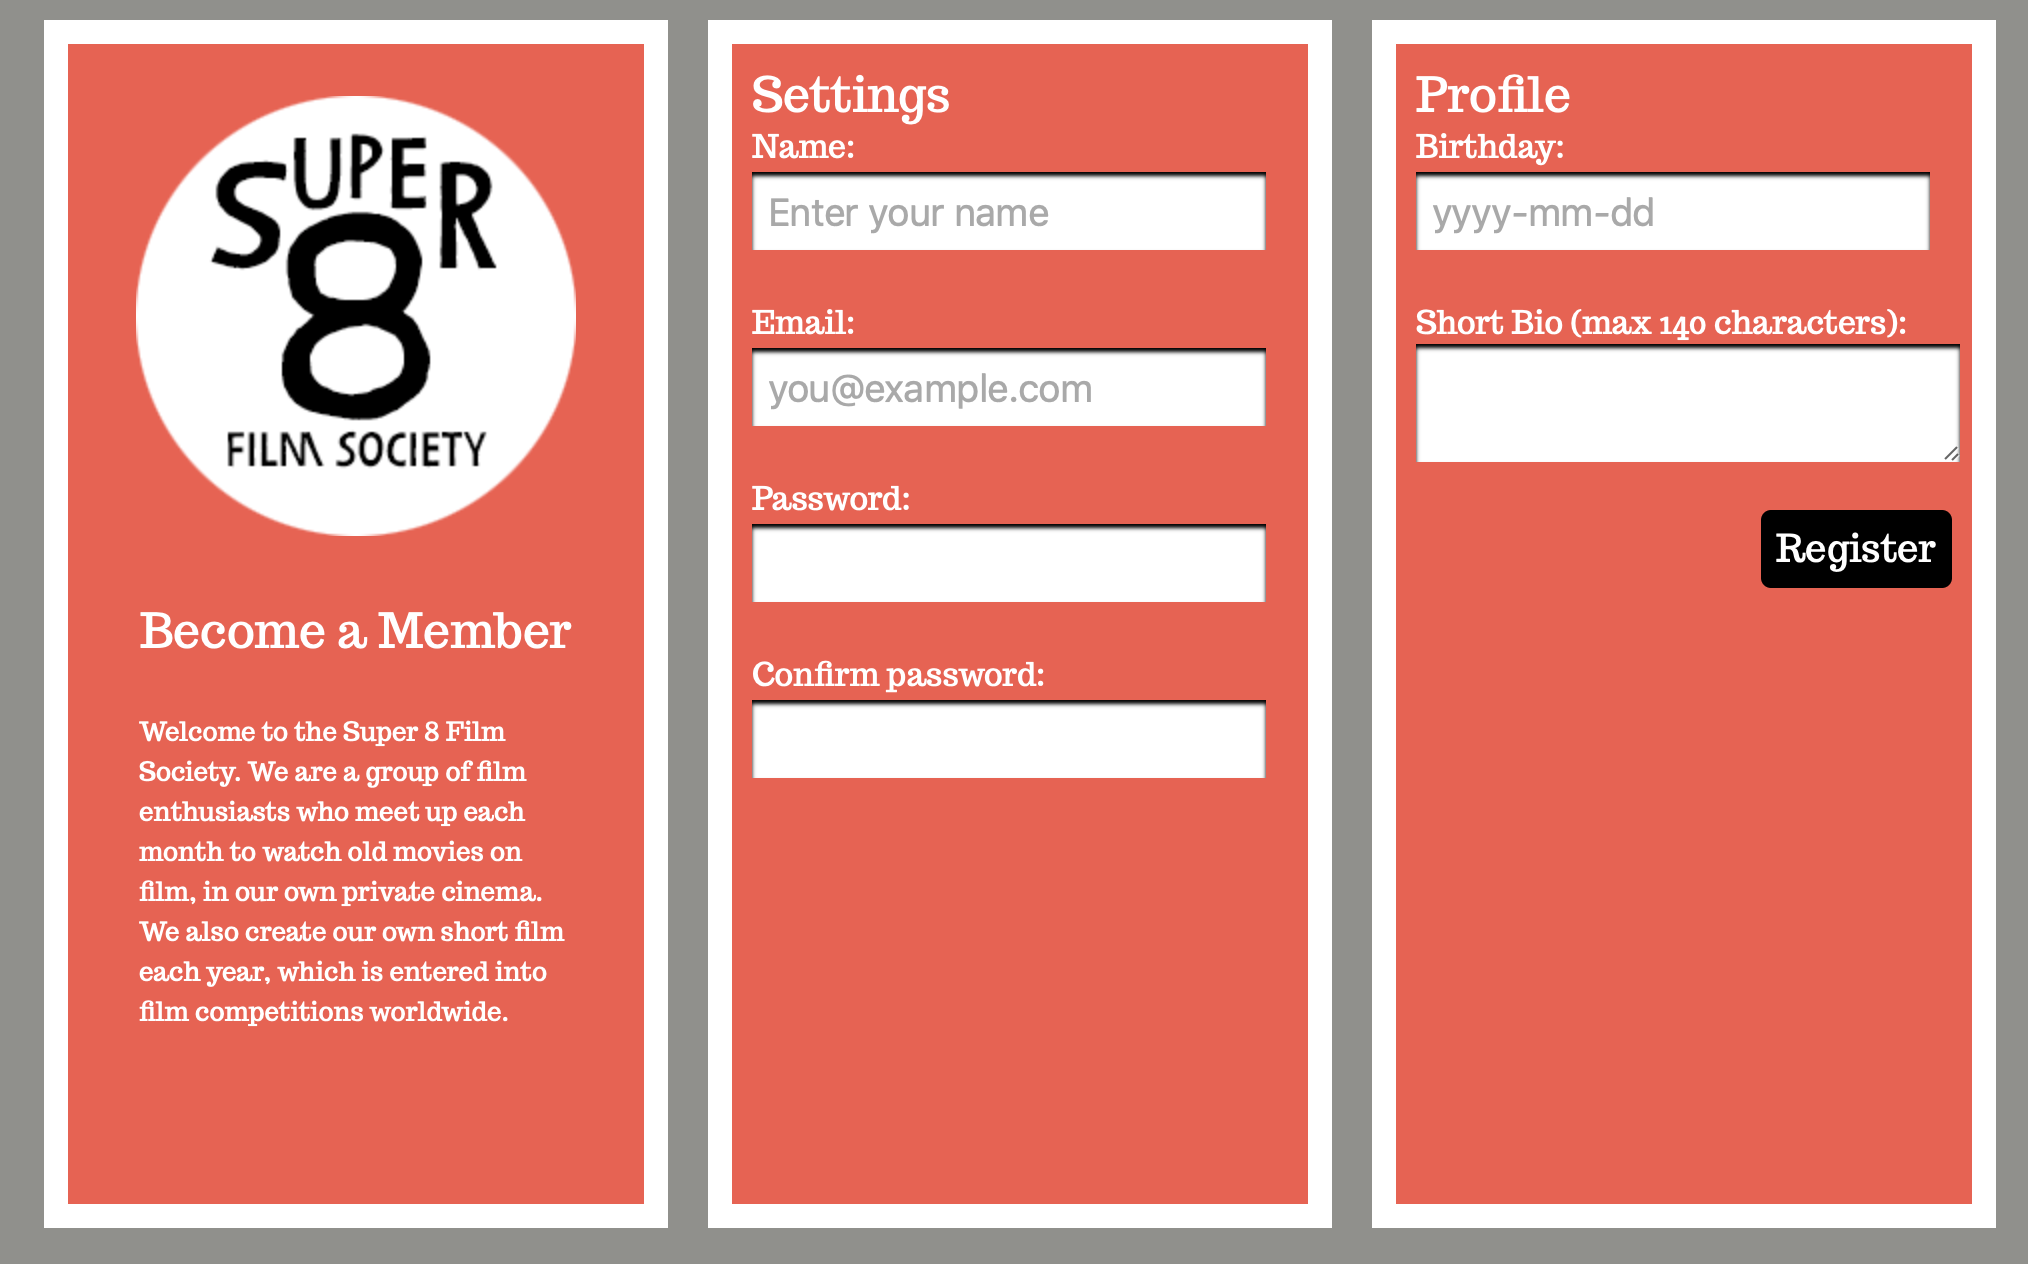 SUPER
8
FILM SOCIETY
Become a Member
Welcome to the Super 8 Film
Society. We are a group of film
enthusiasts who meet up each
month to watch old movies on
film, in our own private cinema.
We also create our own short film
each year, which is entered into
film competitions worldwide.
Settings
Name:
Enter your name
Email:
you@example.com
Password:
Confirm password:
Profile
Birthday:
yyyy-mm-dd
Short Bio (max 140 characters):
Register